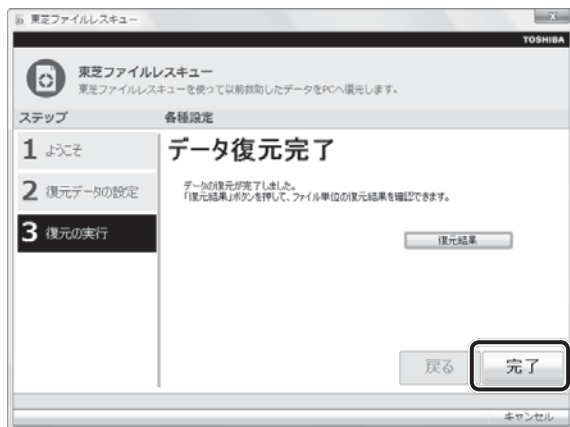 東芝ファイルレスキュー
TOSHIBA
東芝ファイルレスキュー
東芝ファイルレスキューを使って以前救助したデータをPCへ復元します。
ステップ
各種設定
1 ようこそ
2 復元データの設定
3 復元の実行
データ復元完了
データの復元が完了しました。
「復元結果」ボタンを押して、ファイル単位の復元結果を確認できます。
復元結果
戻る
完了
キャンセル